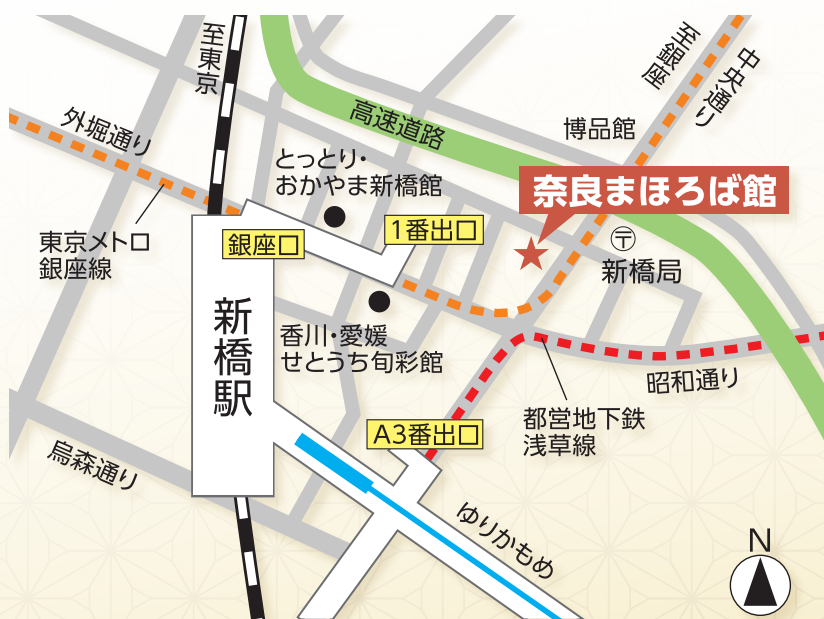 至東京
至銀座
中央通り
外堀通り
高速道路
博品館
とっとり・
おかやま新橋館
奈良まほろば館
1番出口
銀座口
東京メトロ
銀座線
〒
新橋局
新橋駅
香川・愛媛
せとうち旬彩館
昭和通り
都営地下鉄
浅草線
A3番出口
烏森通り
ゆりかもめ
N